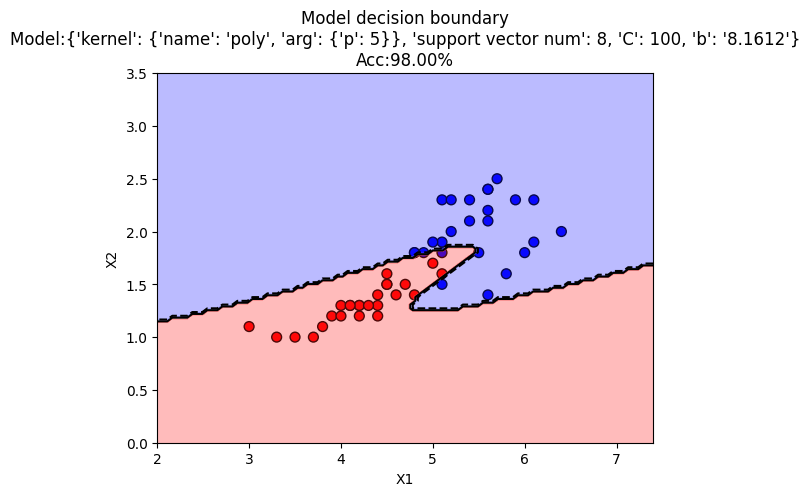 Model decision boundary
Model:{'kernel': {'name': 'poly', 'arg': {'p': 5}}, 'support vector num': 8, 'C': 100, 'b': '8.1612'}
Acc:98.00%
3.5
3.0
2.5
2.0
1.5
1.0
0.5
0.0
X2
2
3
4
5
6
7
X1